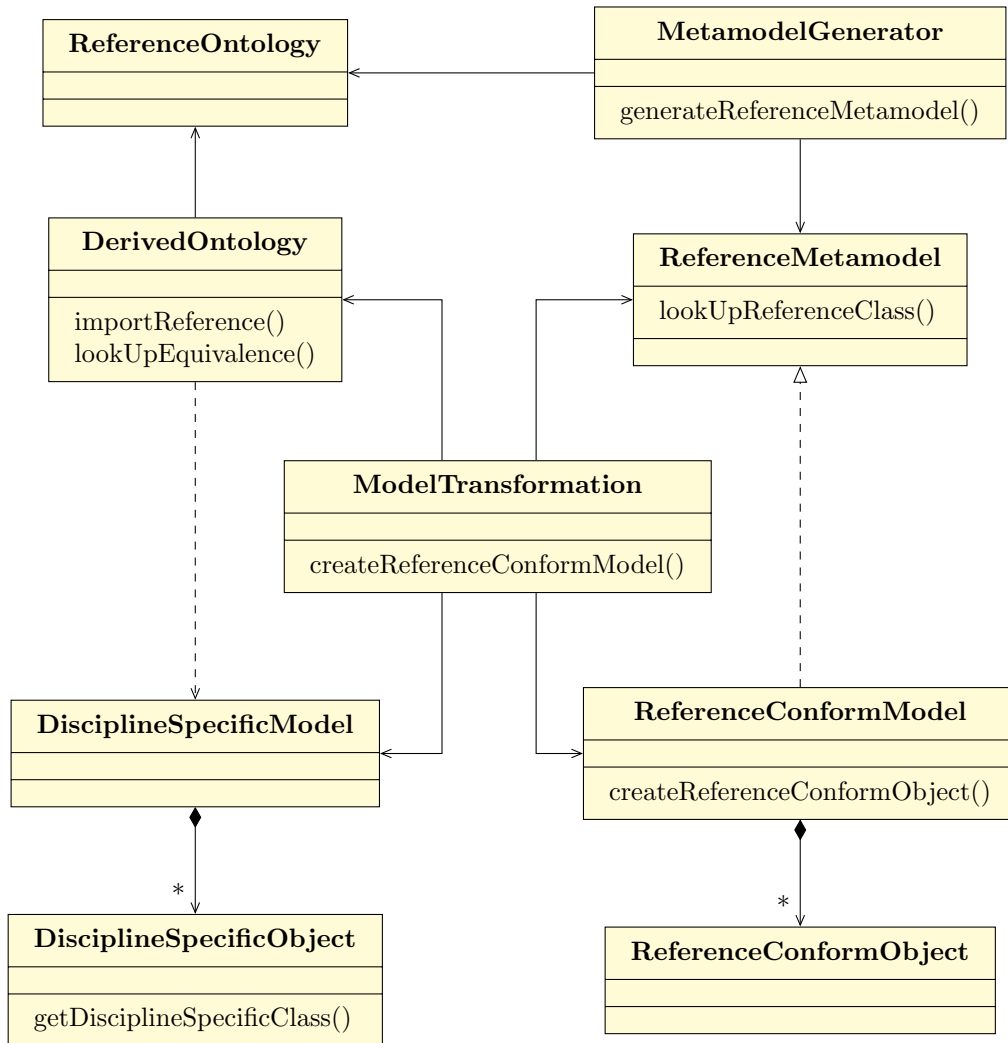 ReferenceOntology
MetamodelGenerator
generateReferenceMetamodel()
DerivedOntology
importReference()
lookUpEquivalence()
ReferenceMetamodel
lookUpReferenceClass()
ModelTransformation
createReferenceConformModel()
DisciplineSpecificModel
ReferenceConformModel
createReferenceConformObject()
*
*
DisciplineSpecificObject
getDisciplineSpecificClass()
ReferenceConformObject